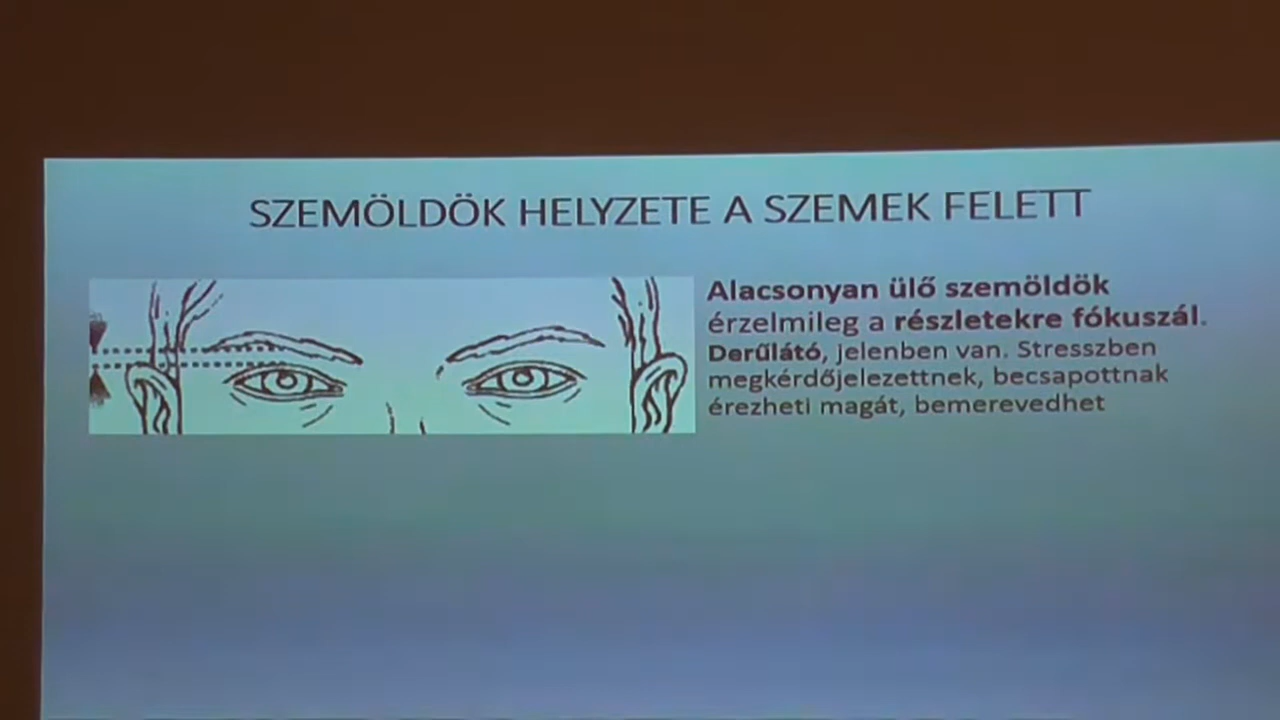 SZEMÖLDÖK HELYZETE A SZEMEK FELETT
Alacsonyan ülő szemöldök
érzelmileg a részletekre fókuszál.
Derűlátó, jelenben van. Stresszben
megkérdőjelezettnek, becsapottnak
érezheti magát, bemerevedhet